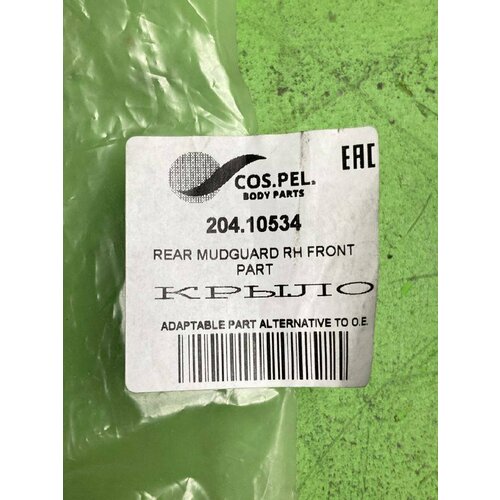 COS.PEL.
BODY PARTS
EAC
204.10534
REAR MUDGUARD RH FRONT
PART
КРЫЛО
ADAPTABLE PART ALTERNATIVE TO O.E.